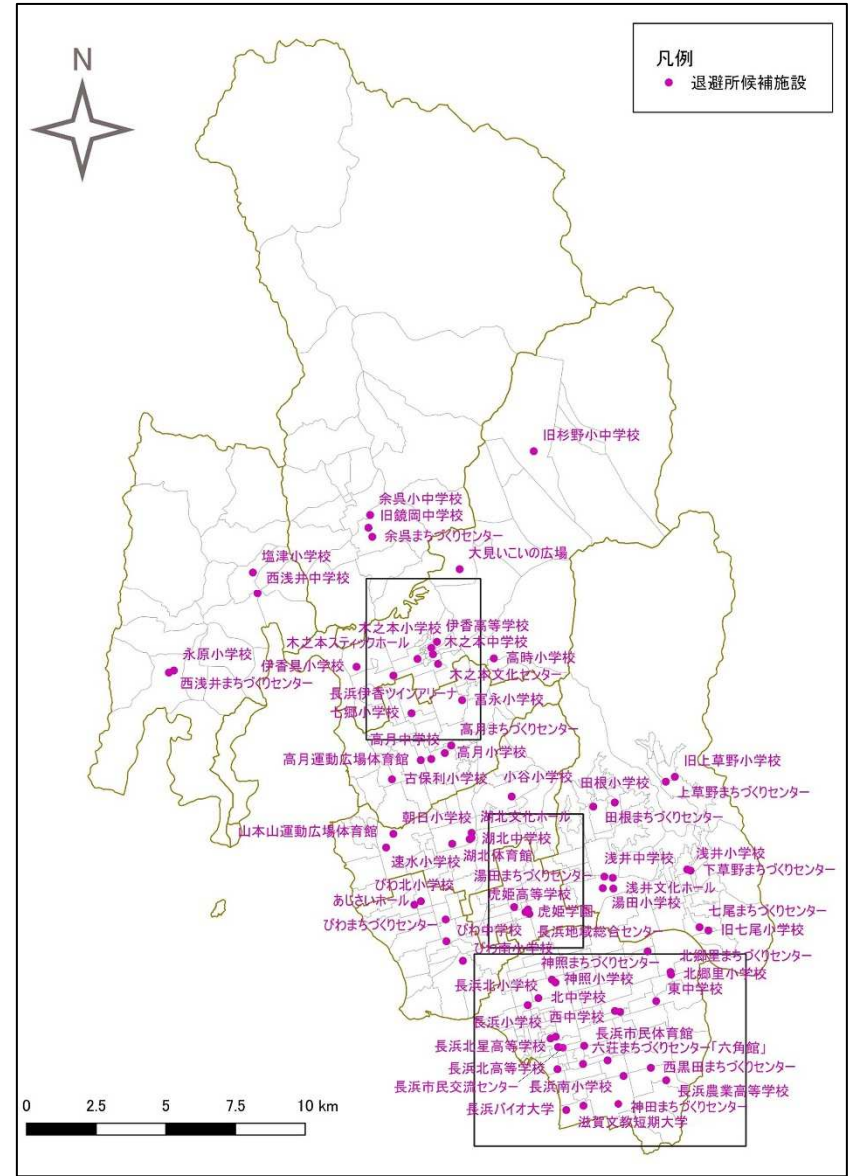 N
凡例
退避所候補施設
旧杉野小中学校
余呉小中学校
旧鏡岡中学校
余呉まちづくりセンター
大見いこいの広場
塩津小学校
西浅井中学校
木之本小学校
伊香高等学校
木之本スティックホール
木之本中学校
永原小学校
伊香具小学校
高時小学校
西浅井まちづくりセンター
木之本文化センター
長浜伊香ツインアリーナ
富永小学校
七郷小学校
高月まちづくりセンター
高月中学校
高月小学校
高月運動広場体育館
古保利小学校
小谷小学校
旧上草野小学校
田根小学校
上草野まちづくりセンター
田根まちづくりセンター
朝日小学校
湖北文化ホール
山本山運動広場体育館
湖北中学校
湖北体育館
速水小学校
浅井中学校
浅井小学校
湯田まちづくりセンター
下草野まちづくりセンター
びわ北小学校
浅井文化ホール
虎姫高等学校
湯田小学校
あじさいホール
虎姫学園
七尾まちづくりセンター
びわまちづくりセンター
びわ中学校
長浜地域総合センター
旧七尾小学校
びわ南小学校
北郷里まちづくりセンター
神照まちづくりセンター
神照小学校
北郷里小学校
長浜北小学校
東中学校
北中学校
西中学校
長浜小学校
長浜市民体育館
長浜北星高等学校
六荘まちづくりセンター「六角館」
長浜北高等学校
西黒田まちづくりセンター
長浜市民交流センター
長浜南小学校
長浜農業高等学校
長浜バイオ大学
神田まちづくりセンター
滋賀文教短期大学
0 2.5 5 7.5 10 km